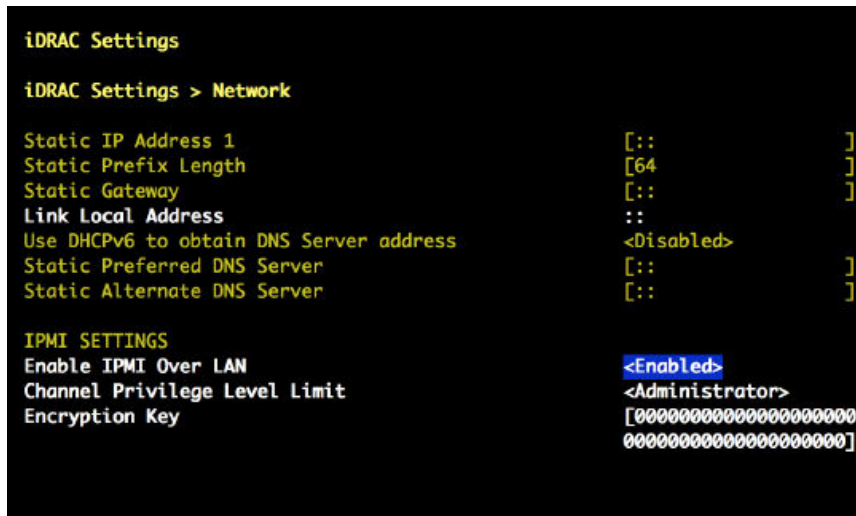 iDRAC Settings
iDRAC Settings > Network
Static IP Address 1 [:: ]
Static Prefix Length [64 ]
Static Gateway [:: ]
Link Local Address ::
Use DHCPv6 to obtain DNS Server address <Disabled>
Static Preferred DNS Server [:: ]
Static Alternate DNS Server [:: ]
IPMI SETTINGS
Enable IPMI Over LAN <Enabled>
Channel Privilege Level Limit <Administrator>
Encryption Key [00000000000000000000
00000000000000000000]